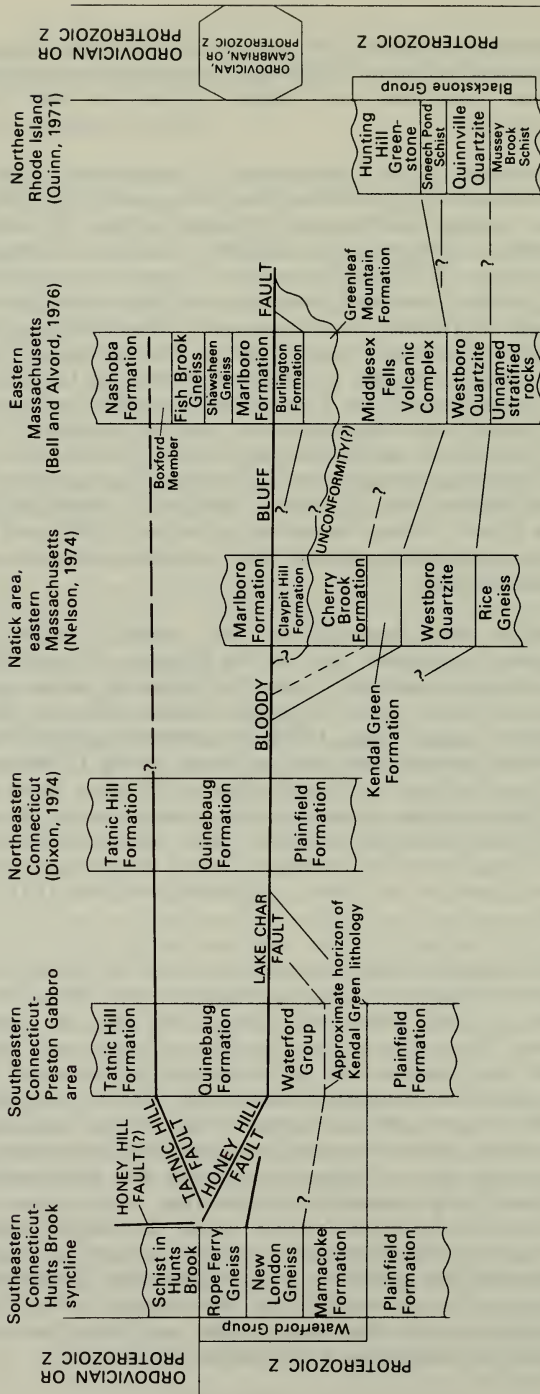 Southeastern
Connecticut-
Hunts Brook
syncline
Southeastern
Connecticut-
Preston Gabbro
area
Northeastern
Connecticut
(Dixon, 1974)
Natick area,
eastern
Massachusetts
(Nelson, 1974)
Eastern
Massachusetts
(Bell and Alvord, 1976)
Northern
Rhode Island
(Quinn, 1971)
ORDOVICIAN OR
PROTEROZOIC Z
PROTEROZOIC Z
Waterford Group
Schist in
Hunts
Brook
Rope Ferry
Gneiss
New
London
Gneiss
Mamacoke
Formation
Plainfield
Formation
HONEY HILL
FAULT(?)
TATNIC HILL
FAULT
HONEY HILL
FAULT
?
Tatnic Hill
Formation
Quinebaug
Formation
Waterford
Group
Approximate horizon of
Kendal Green lithology
Plainfield
Formation
LAKE CHAR
FAULT
Tatnic Hill
Formation
Quinebaug
Formation
Plainfield
Formation
?
BLOODY
?
Kendal Green
Formation
?
Marlboro
Formation
Claypit Hill
Formation
Cherry
Brook
Formation
Westboro
Quartzite
Rice
Gneiss
BLUFF
?
?
UNCONFORMITY(?)
?
Nashoba
Formation
Boxford
Member
Fish Brook
Gneiss
Shawsheen
Gneiss
Marlboro
Formation
Burlington
Formation
Middlesex
Fells
Volcanic
Complex
Westboro
Quartzite
Unnamed
stratified
rocks
FAULT
Greenleaf
Mountain
Formation
?
?
Hunting
Hill
Green-
stone
Sneech Pond
Schist
Quinnville
Quartzite
Mussey
Brook
Schist
Blackstone Group
ORDOVICIAN OR
PROTEROZOIC Z
ORDOVICIAN,
CAMBRIAN, OR
PROTEROZOIC Z
PROTEROZOIC Z